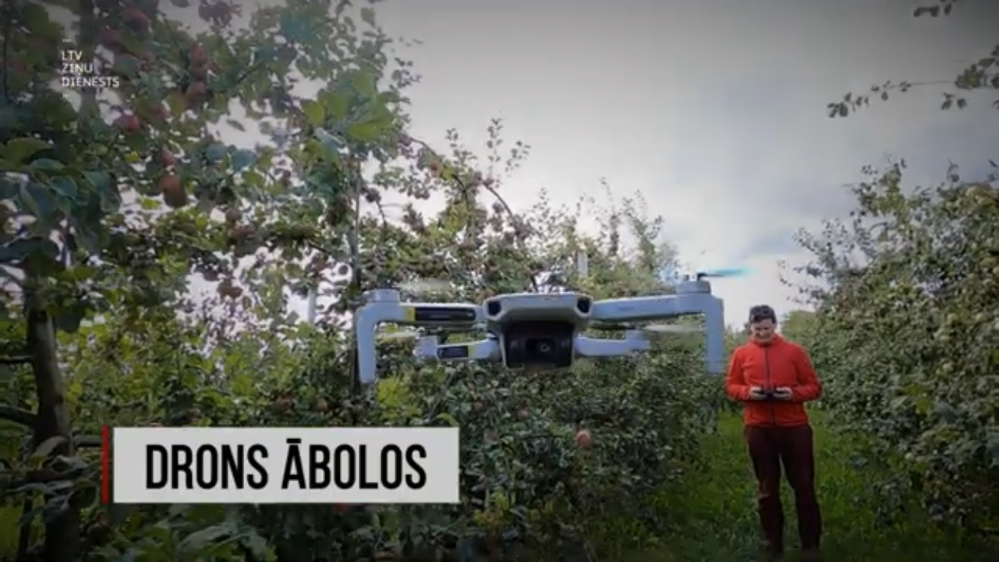 LTV
ZIŅU
DIENESTS
DRONS ĀBOLOS